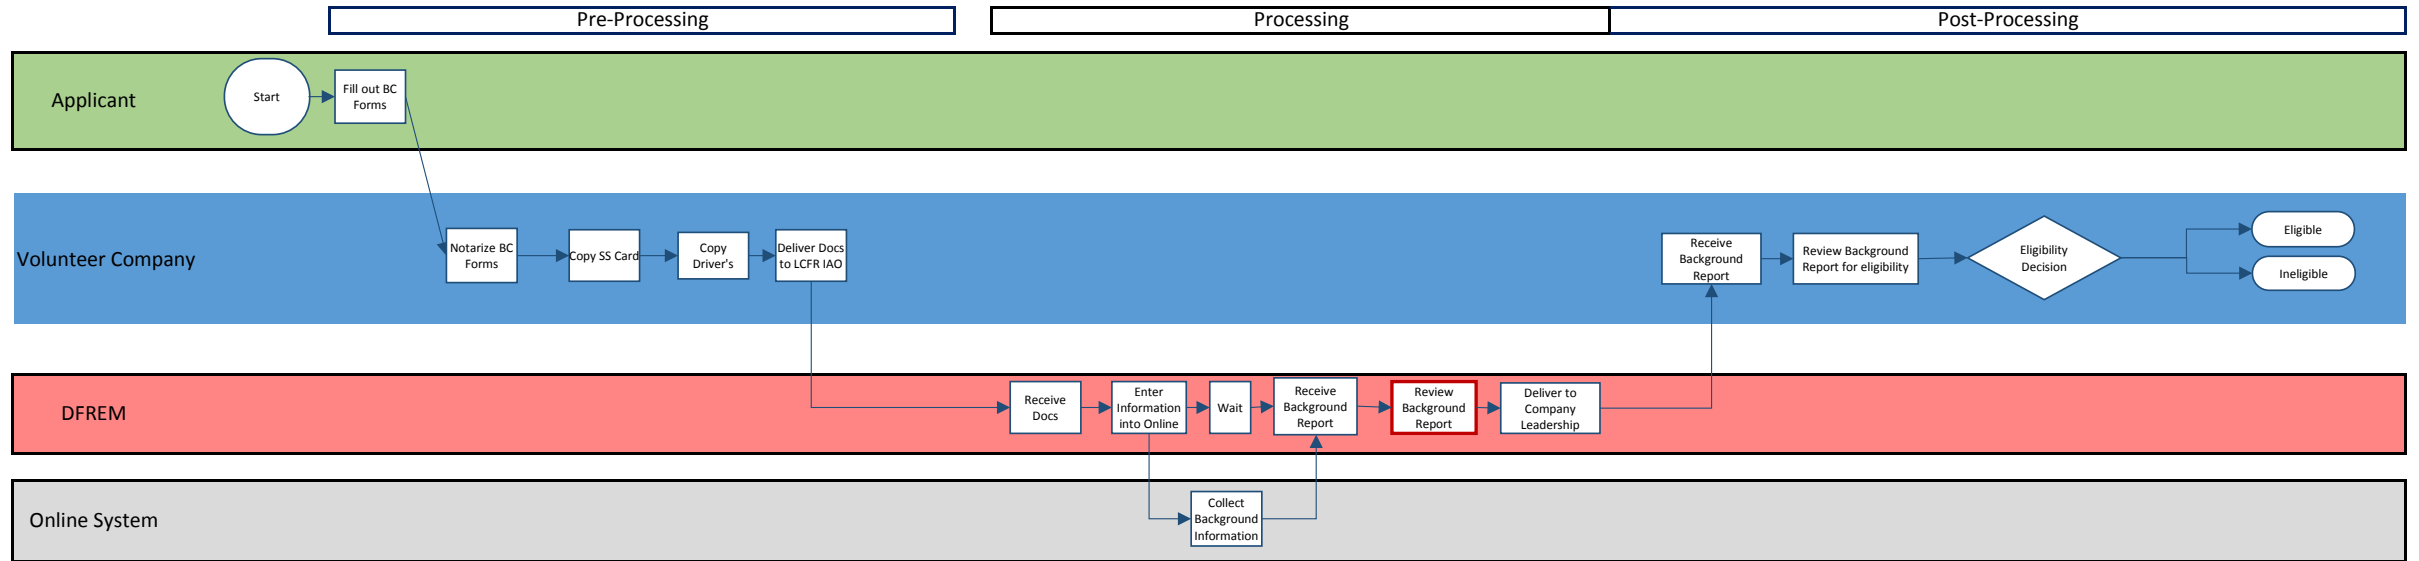 Pre-Processing
Processing
Post-Processing
Applicant
Start
Fill out BC
Forms
Volunteer Company
Notarize BC
Forms
Copy SS Card
Copy
Driver's
Deliver Docs
to LCFR IAO
Receive
Background
Report
Review Background
Report for eligibility
Eligibility
Decision
Eligible
Ineligible
DFREM
Receive
Docs
Enter
Information
into Online
Wait
Receive
Background
Report
Review
Background
Report
Deliver to
Company
Leadership
Online System
Collect
Background
Information